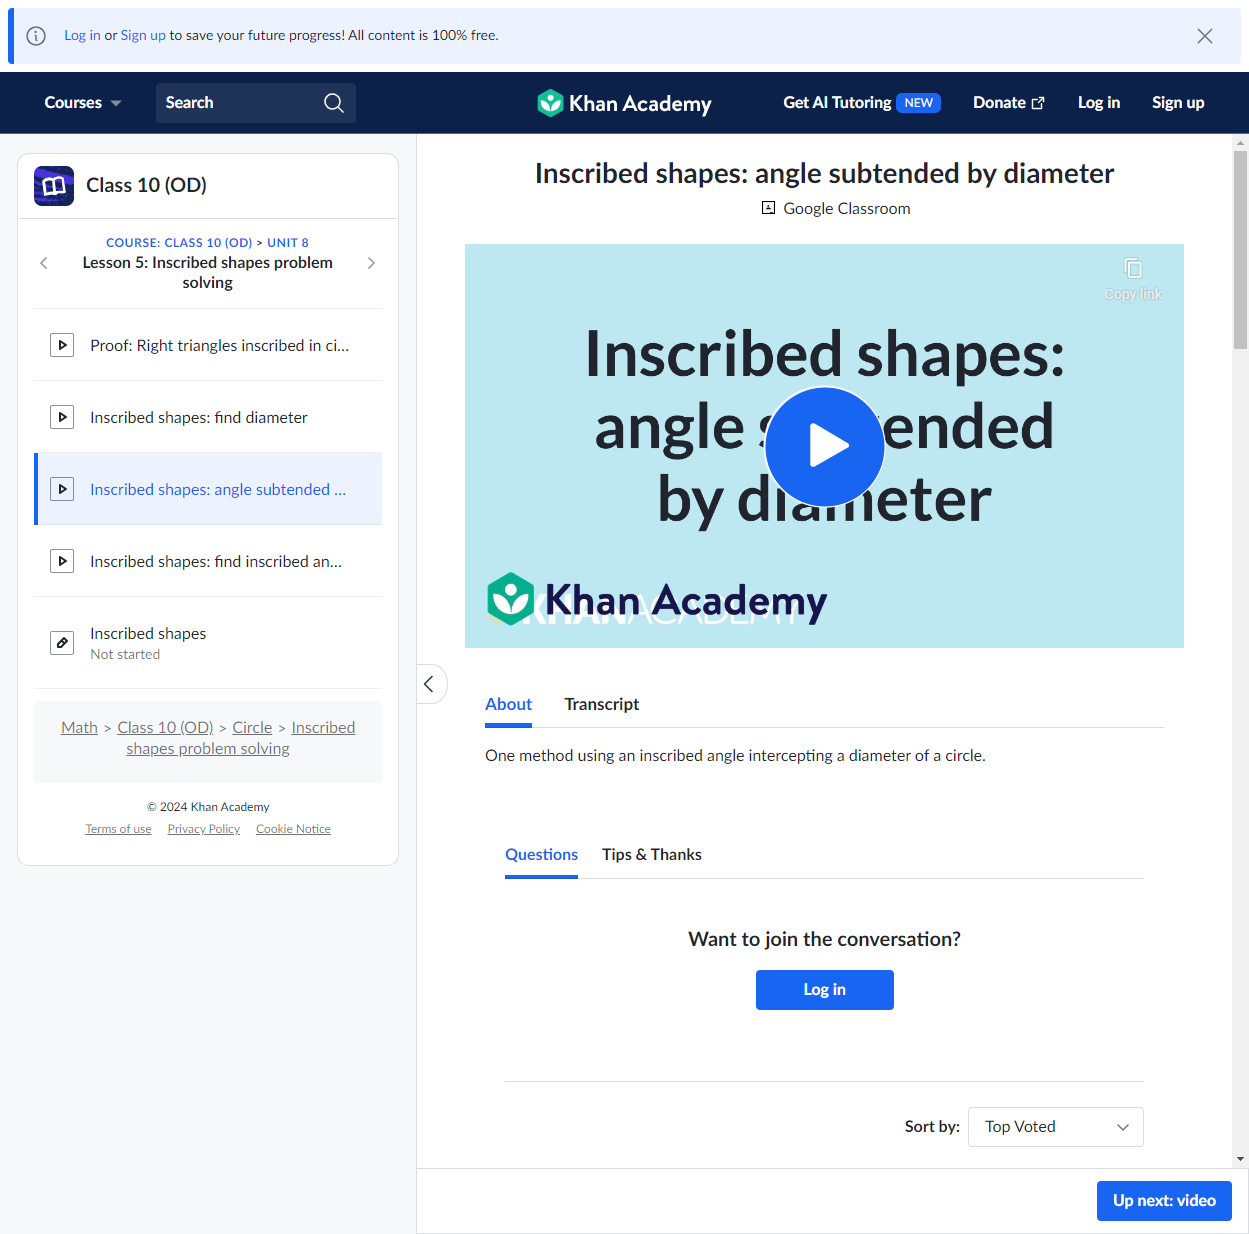 Log in or Sign up to save your future progress! All content is 100% free.
Courses
Search
Khan Academy
Get AI Tutoring NEW
Donate
Log in
Sign up
Class 10 (OD)
COURSE: CLASS 10 (OD) > UNIT 8
Lesson 5: Inscribed shapes problem
solving
Proof: Right triangles inscribed in ci...
Inscribed shapes: find diameter
Inscribed shapes: angle subtended ...
Inscribed shapes: find inscribed an...
Inscribed shapes
Not started
Math > Class 10 (OD) > Circle > Inscribed
shapes problem solving
© 2024 Khan Academy
Terms of use Privacy Policy Cookie Notice
Inscribed shapes: angle subtended by diameter
Google Classroom
Copy link
Inscribed shapes:
angle subtended
by diameter
Khan Academy
KHANACADEMY
About
Transcript
One method using an inscribed angle intercepting a diameter of a circle.
Questions
Tips & Thanks
Want to join the conversation?
Log in
Sort by:
Top Voted
Up next: video